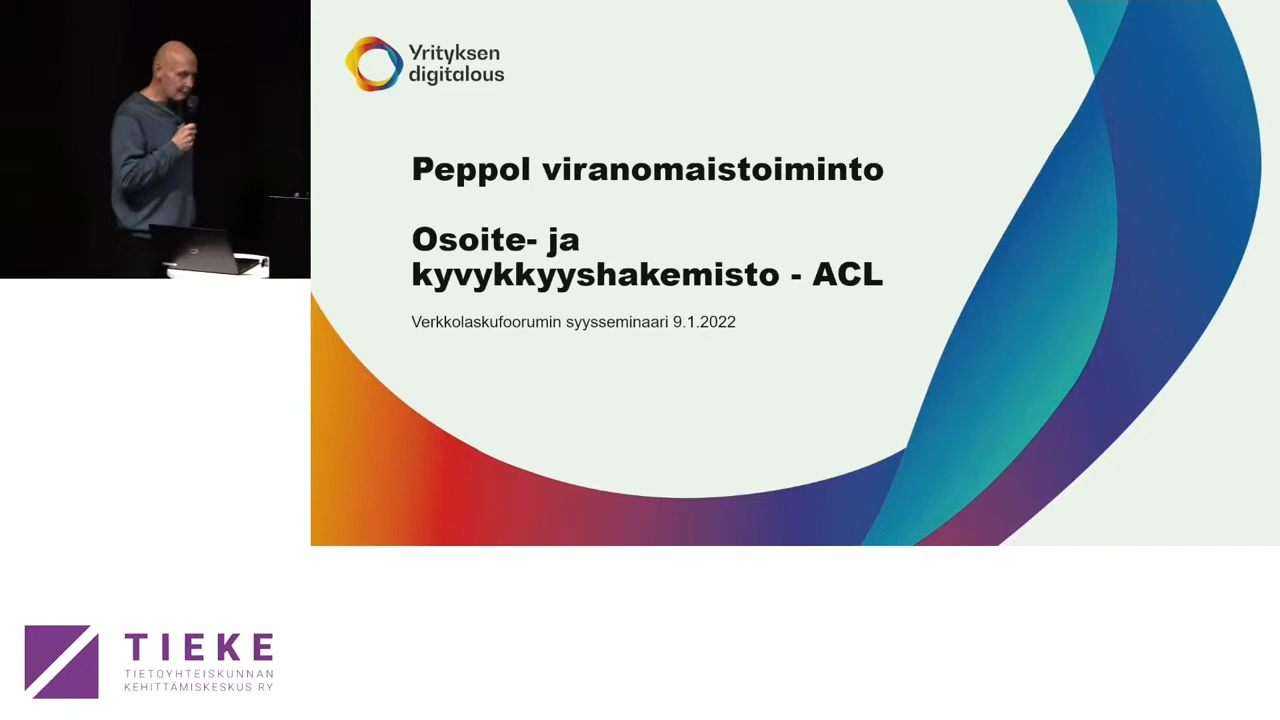 Yrityksen
digitalous
Peppol viranomaistoiminto
Osoite- ja
kyvykkyyshakemisto - ACL
Verkkolaskufoorumin syysseminaari 9.1.2022
TIEKE
TIETOYHTEISKUNNAN
KEHITTÄMISKESKUS RY